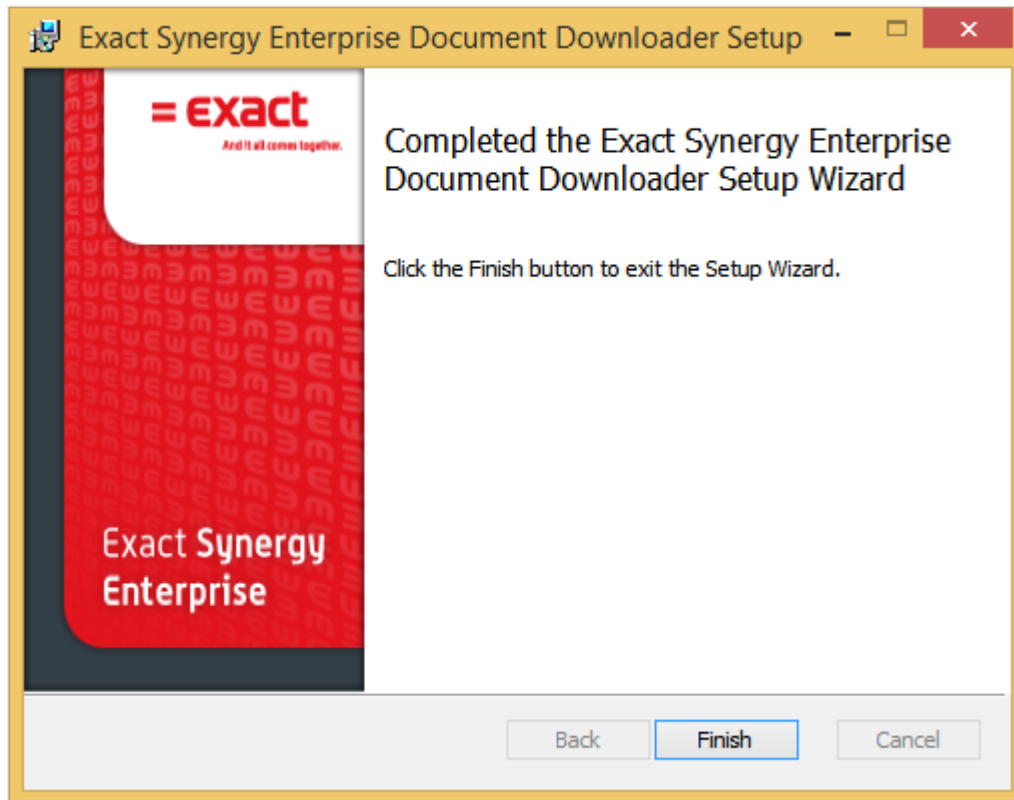 Exact Synergy Enterprise Document Downloader Setup
= exact
And it all comes together.
Completed the Exact Synergy Enterprise
Document Downloader Setup Wizard
Click the Finish button to exit the Setup Wizard.
Exact Synergy
Enterprise
Back
Finish
Cancel